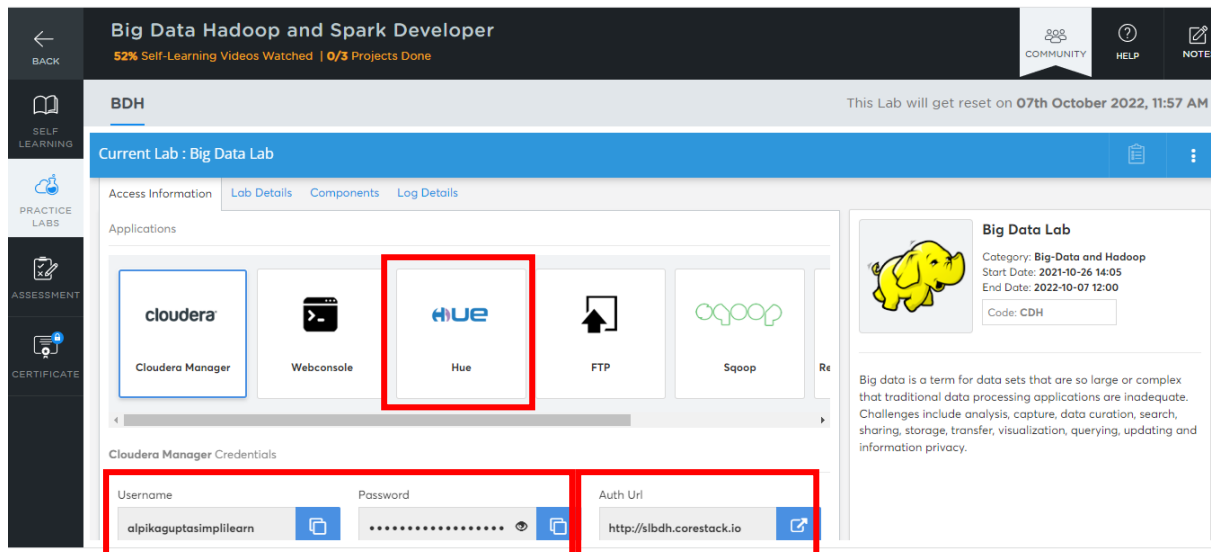 BACK
Big Data Hadoop and Spark Developer
52% Self-Learning Videos Watched | 0/3 Projects Done
COMMUNITY
HELP
NOTE
SELF
LEARNING
PRACTICE
LABS
ASSESSMENT
CERTIFICATE
BDH
This Lab will get reset on 07th October 2022, 11:57 AM
Current Lab : Big Data Lab
Access Information
Lab Details
Components
Log Details
Applications
cloudera
Cloudera Manager
Webconsole
HUE
Hue
FTP
sqoop
Sqoop
Re
Cloudera Manager Credentials
Username
alpikaguptasimplilearn
Password
••••••••••••••••••
Auth Url
http://slbdh.corestack.io
Big Data Lab
Category: Big-Data and Hadoop
Start Date: 2021-10-26 14:05
End Date: 2022-10-07 12:00
Code: CDH
Big data is a term for data sets that are so large or complex
that traditional data processing applications are inadequate.
Challenges include analysis, capture, data curation, search,
sharing, storage, transfer, visualization, querying, updating and
information privacy.